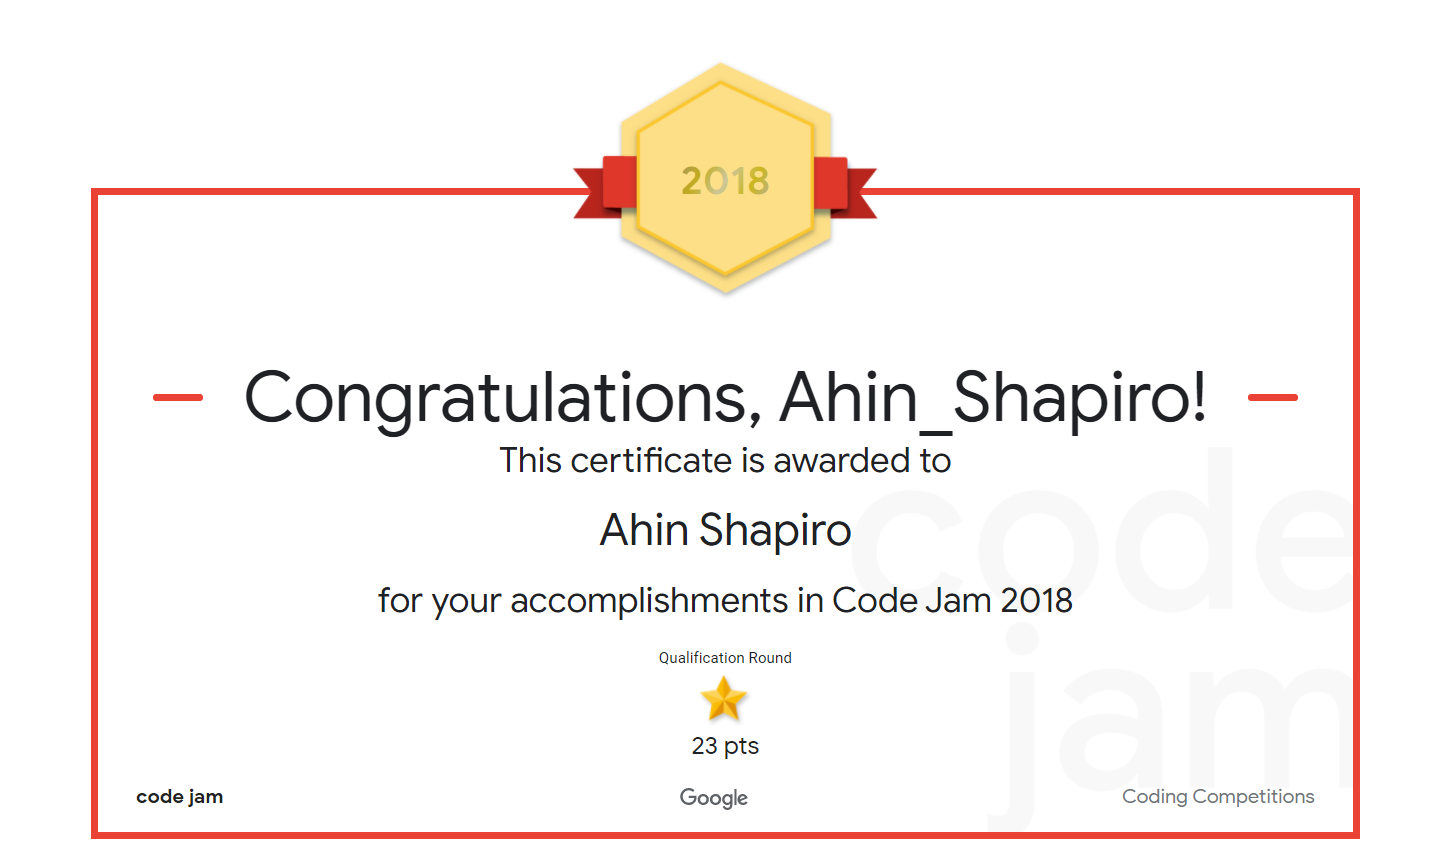 2018
Congratulations, Ahin_Shapiro!
This certificate is awarded to
Ahin Shapiro
for your accomplishments in Code Jam 2018
Qualification Round
23 pts
code jam
Google
Coding Competitions
code
jam